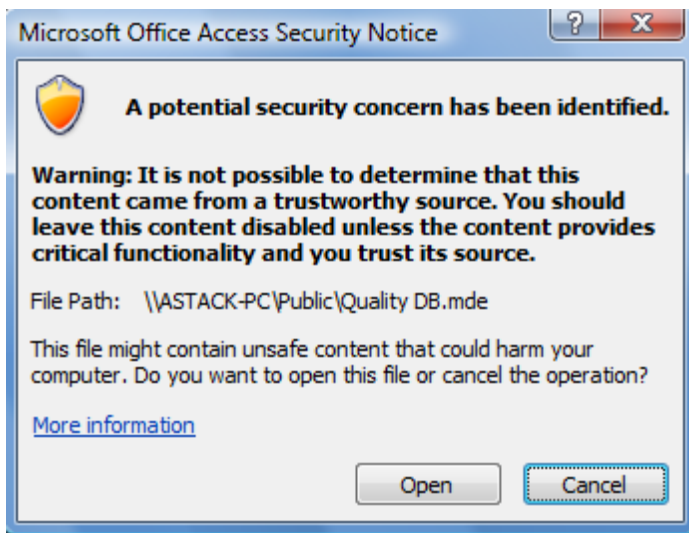 Microsoft Office Access Security Notice
A potential security concern has been identified.
Warning: It is not possible to determine that this
content came from a trustworthy source. You should
leave this content disabled unless the content provides
critical functionality and you trust its source.
File Path: \\ASTACK-PC\Public\Quality DB.mde
This file might contain unsafe content that could harm your
computer. Do you want to open this file or cancel the operation?
More information
Open Cancel